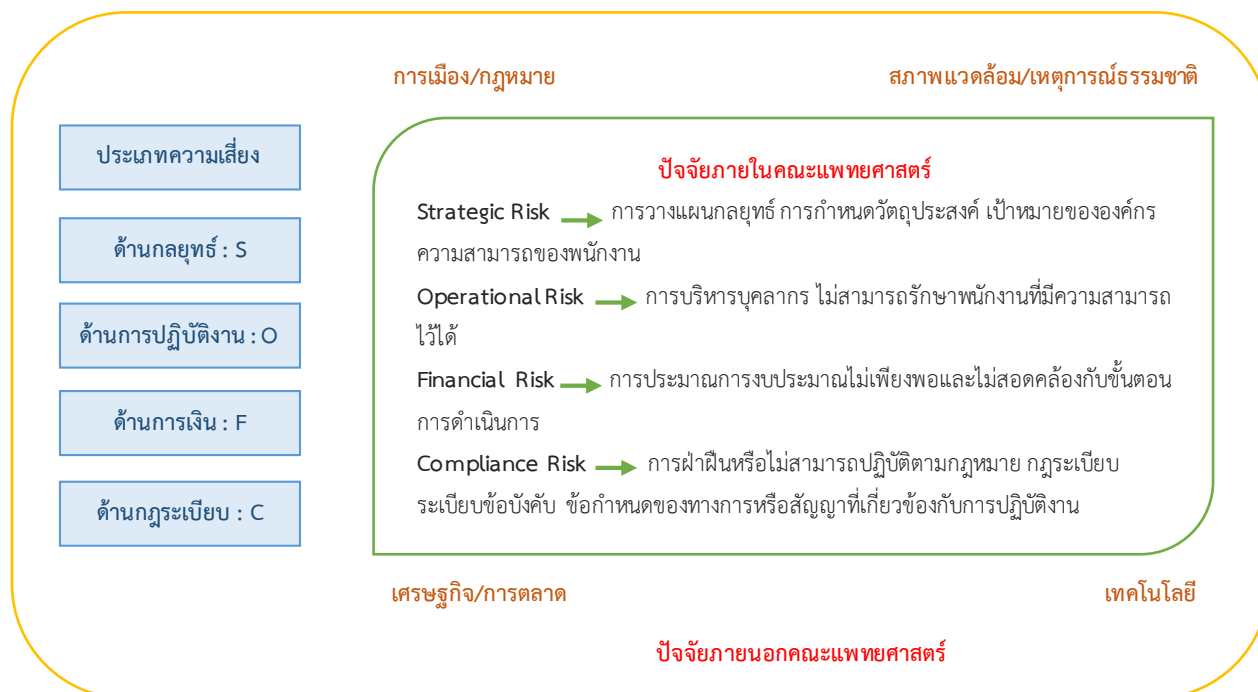 การเมือง/กฎหมาย
สภาพแวดล้อม/เหตุการณ์ธรรมชาติ
ประเภทความเสี่ยง
ด้านกลยุทธ์ : S
ด้านการปฏิบัติงาน : O
ด้านการเงิน : F
ด้านกฎระเบียบ : C
ปัจจัยภายในคณะแพทยศาสตร์
Strategic Risk การวางแผนกลยุทธ์ การกำหนดวัตถุประสงค์ เป้าหมายขององค์กร
ความสามารถของพนักงาน
Operational Risk การบริหารบุคลากร ไม่สามารถรักษาพนักงานที่มีความสามารถ
ไว้ได้
Financial Risk การประมาณการงบประมาณไม่เพียงพอและไม่สอดคล้องกับขั้นตอน
การดำเนินการ
Compliance Risk การฝ่าฝืนหรือไม่สามารถปฏิบัติตามกฎหมาย กฎระเบียบ
ระเบียบข้อบังคับ ข้อกำหนดของทางการหรือสัญญาที่เกี่ยวข้องกับการปฏิบัติงาน
เศรษฐกิจ/การตลาด
เทคโนโลยี
ปัจจัยภายนอกคณะแพทยศาสตร์